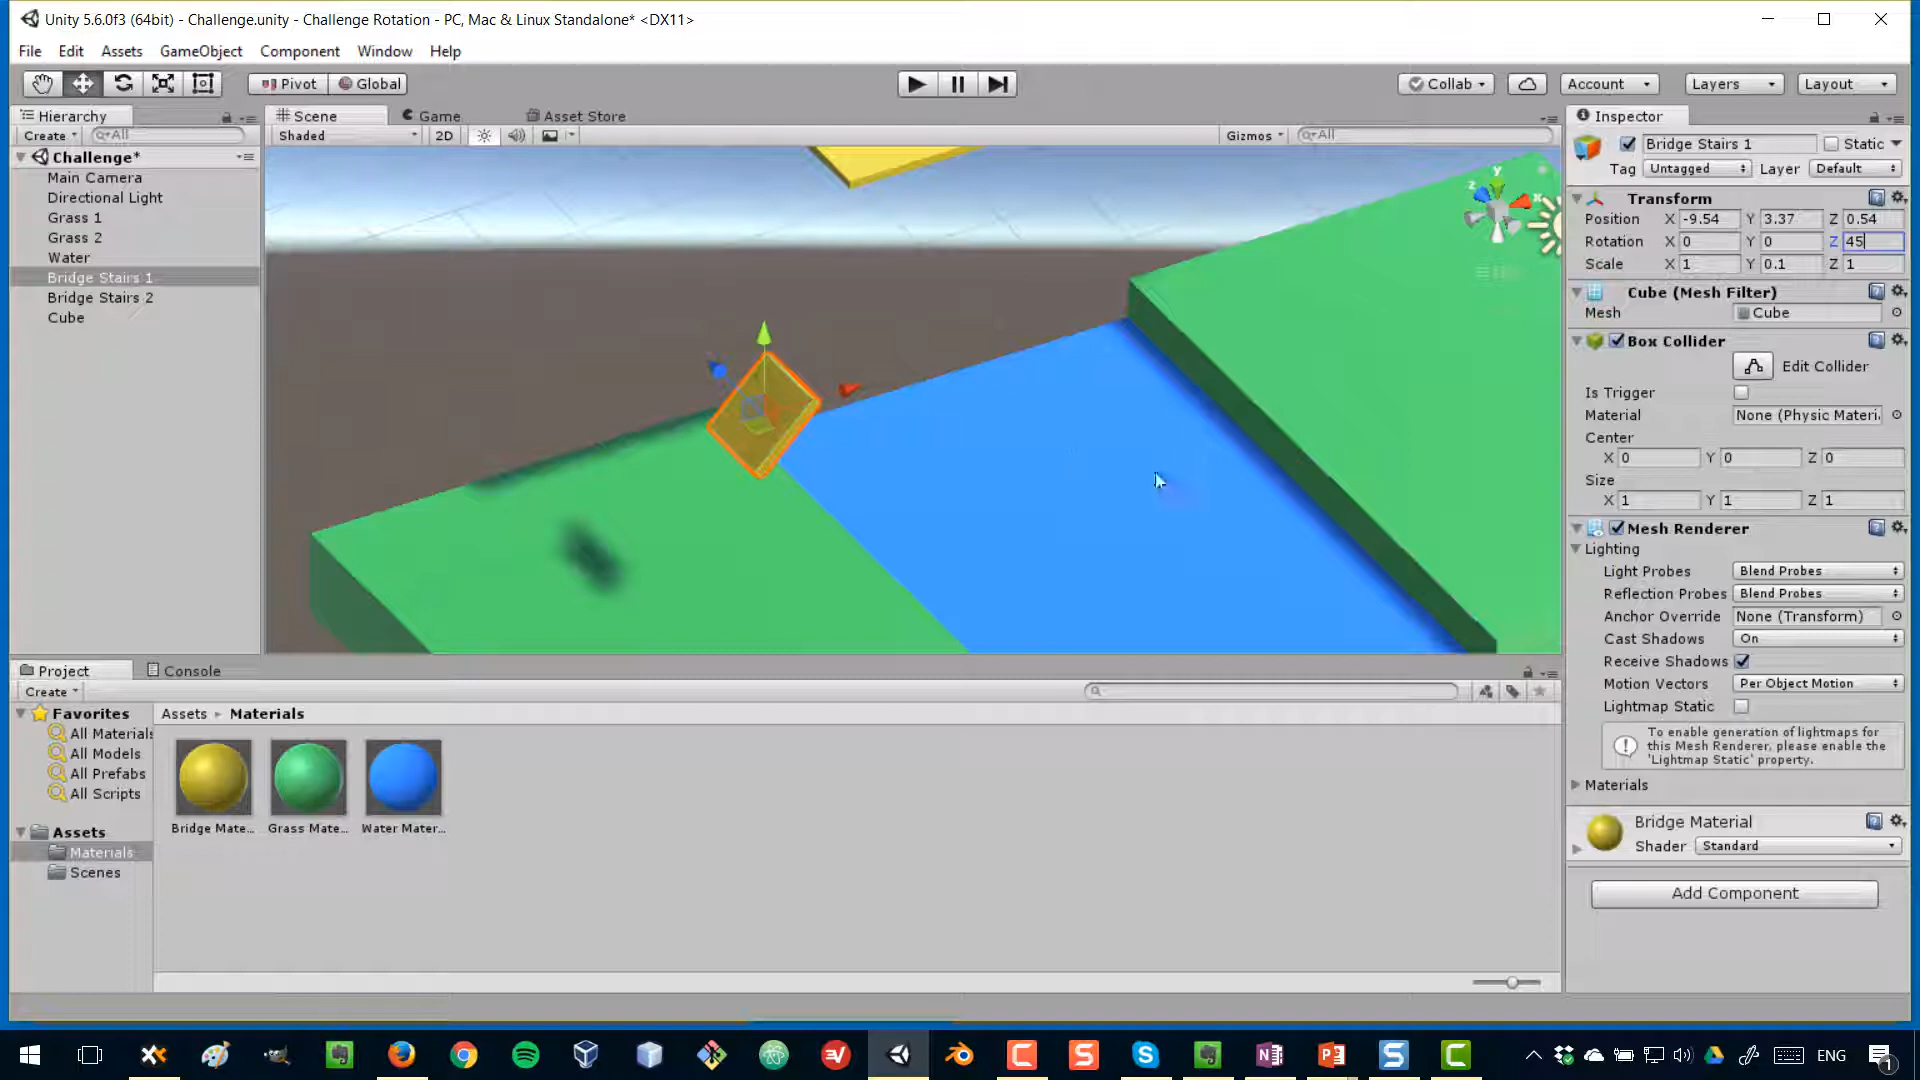 Unity 5.6.0f3 (64bit) - Challenge.unity - Challenge Rotation - PC, Mac & Linux Standalone* <DX11>
File Edit Assets GameObject Component Window Help
Pivot Global Collab Account Layers Layout
Hierarchy
Create All
Challenge*
Main Camera
Directional Light
Grass 1
Grass 2
Water
Bridge Stairs 1
Bridge Stairs 2
Cube
Scene Game Asset Store
Shaded 2D Gizmos All
y
z
x
Inspector
Bridge Stairs 1 Static
Tag Untagged Layer Default
Transform
Position X -9.54 Y 3.37 Z 0.54
Rotation X 0 Y 0 Z 45
Scale X 1 Y 0.1 Z 1
Cube (Mesh Filter)
Mesh Cube
Box Collider
Edit Collider
Is Trigger
Material None (Physic Materi
Center
X 0 Y 0 Z 0
Size
X 1 Y 1 Z 1
Mesh Renderer
Lighting
Light Probes Blend Probes
Reflection Probes Blend Probes
Anchor Override None (Transform)
Cast Shadows On
Receive Shadows
Motion Vectors Per Object Motion
Lightmap Static
To enable generation of lightmaps for
this Mesh Renderer, please enable the
'Lightmap Static' property.
Materials
Bridge Material
Shader Standard
Add Component
Project Console
Create
Favorites
All Materials
All Models
All Prefabs
All Scripts
Assets
Materials
Scenes
Assets Materials
Bridge Mate... Grass Mate... Water Mater...
ENG
1